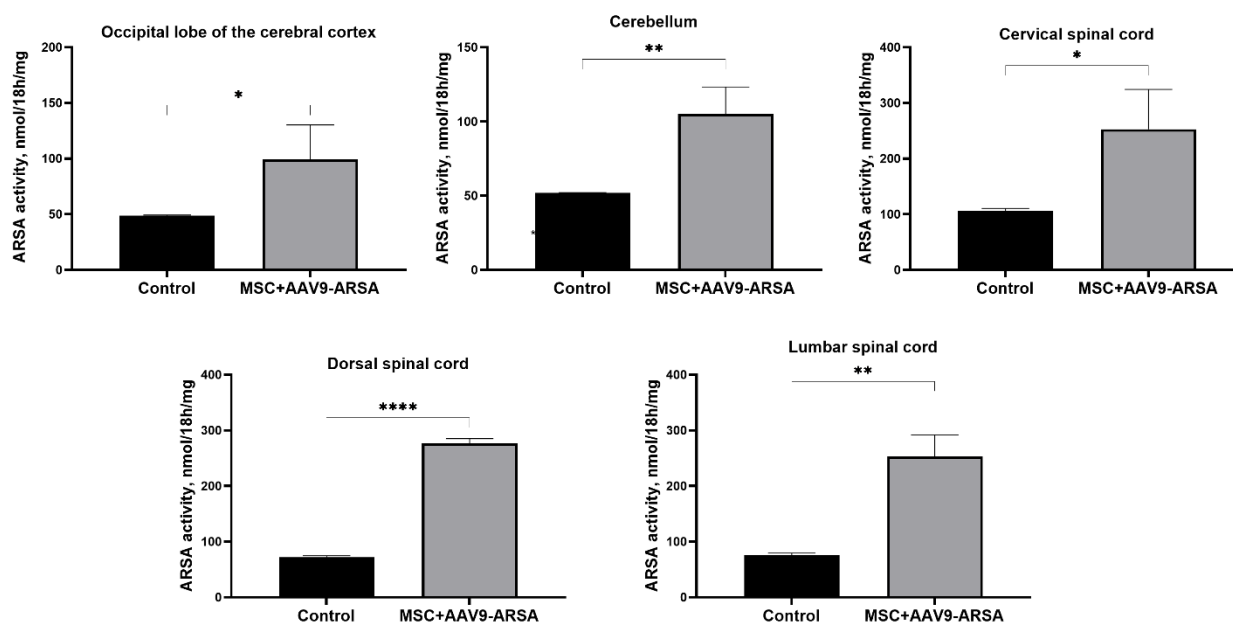 Occipital lobe of the cerebral cortex
ARSA activity, nmol/18h/mg
200
150
100
50
0
*
Control
MSC+AAV9-ARSA
Cerebellum
ARSA activity, nmol/18h/mg
150
100
50
0
**
*
Control
MSC+AAV9-ARSA
Cervical spinal cord
ARSA activity, nmol/18h/mg
400
300
200
100
0
*
Control
MSC+AAV9-ARSA
Dorsal spinal cord
ARSA activity, nmol/18h/mg
400
300
200
100
0
****
Control
MSC+AAV9-ARSA
Lumbar spinal cord
ARSA activity, nmol/18h/mg
400
300
200
100
0
**
Control
MSC+AAV9-ARSA